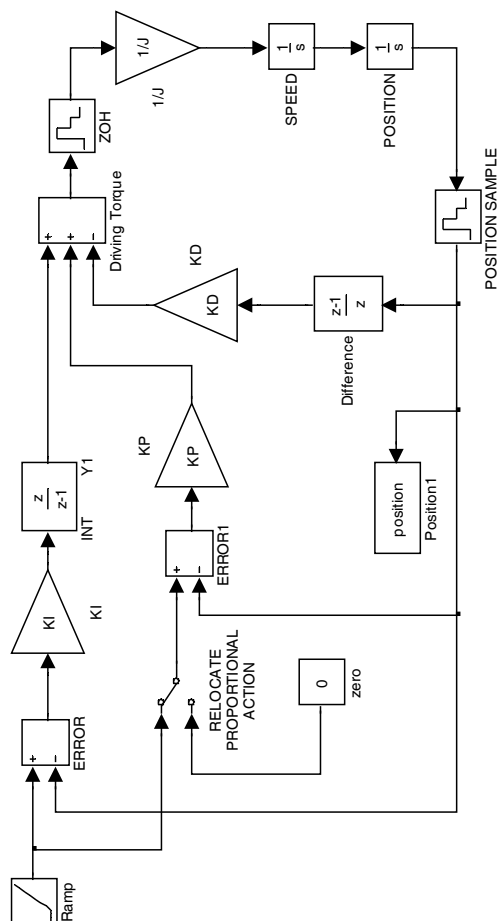 Ramp
+
−
ERROR
KI
KI
z
z-1
INT
Y1
+
+
−
Driving Torque
ZOH
1/J
1/J
1
s
SPEED
1
s
POSITION
POSITION SAMPLE
z-1
z
Difference
KD
KD
RELOCATE
PROPORTIONAL
ACTION
+
−
ERROR1
KP
KP
0
zero
position
Position1